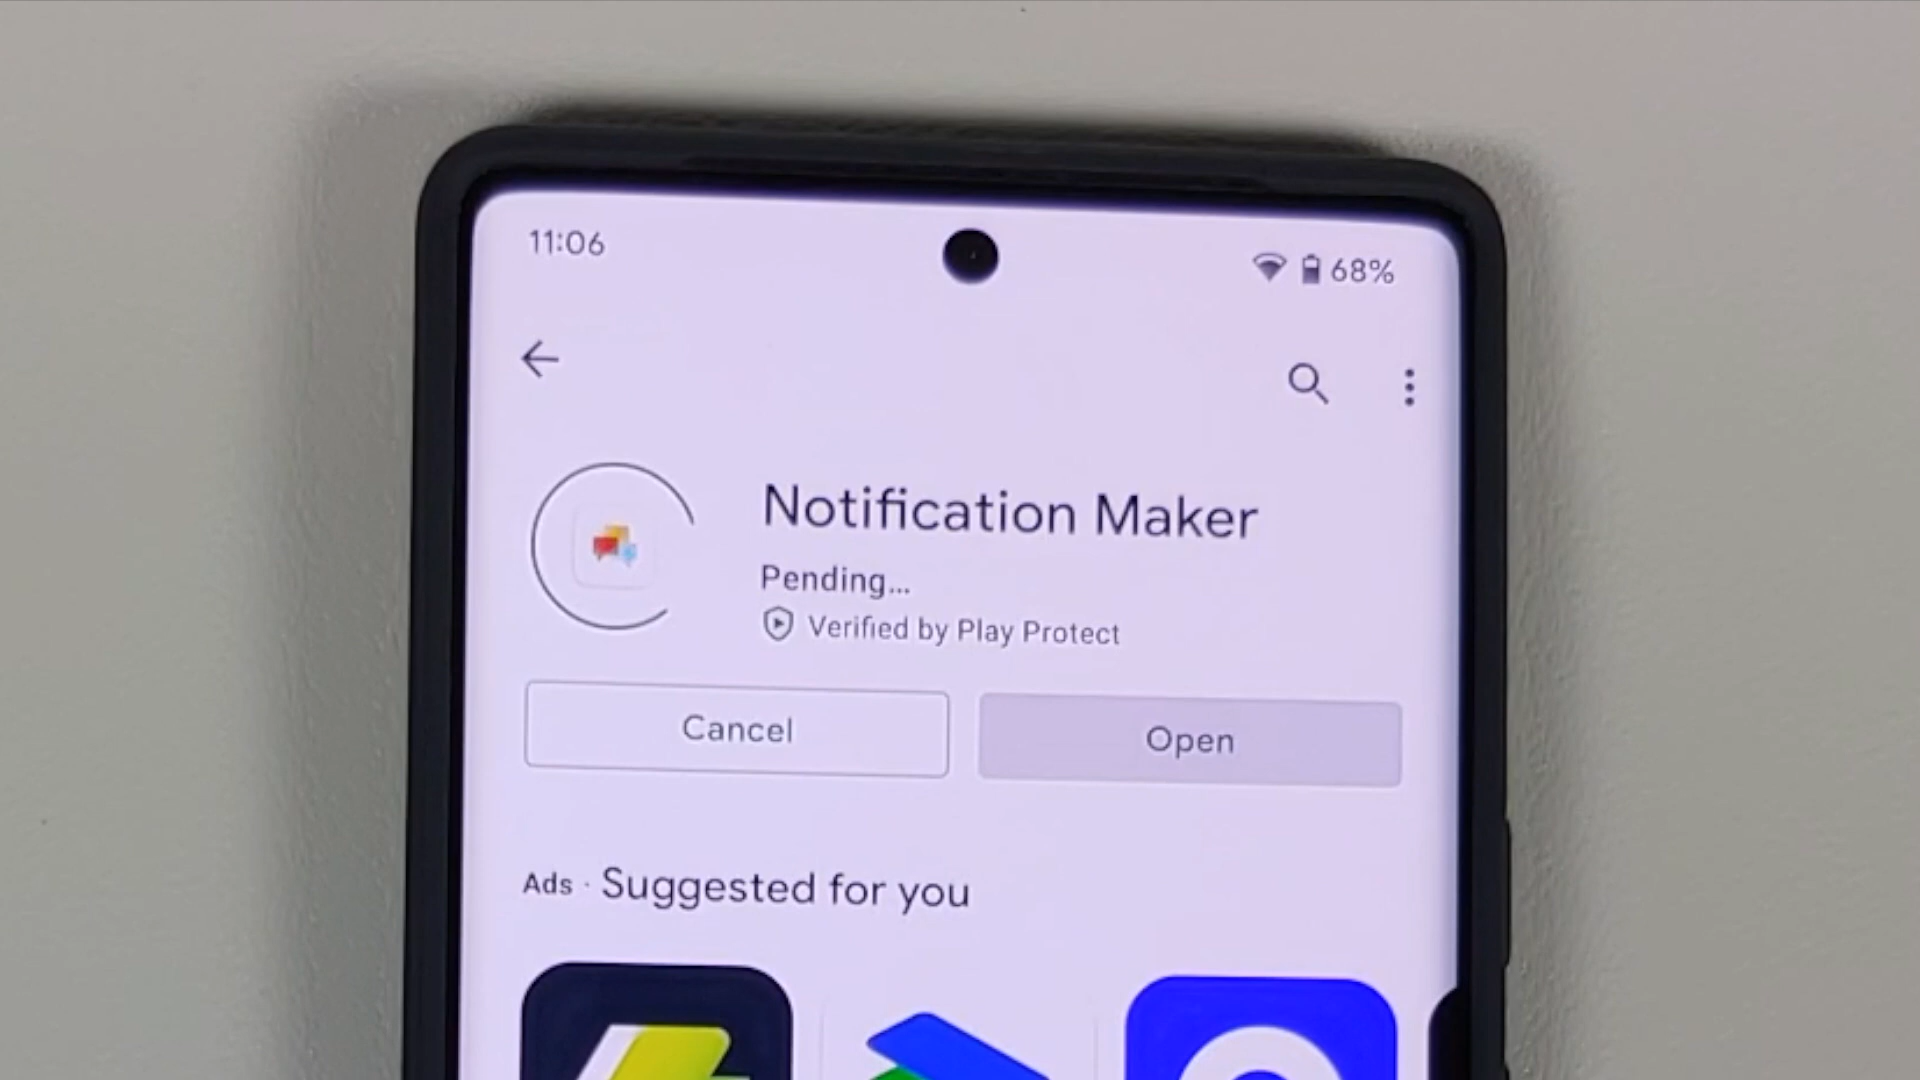 11:06
68%
Notification Maker
Pending...
Verified by Play Protect
Cancel
Open
Ads · Suggested for you